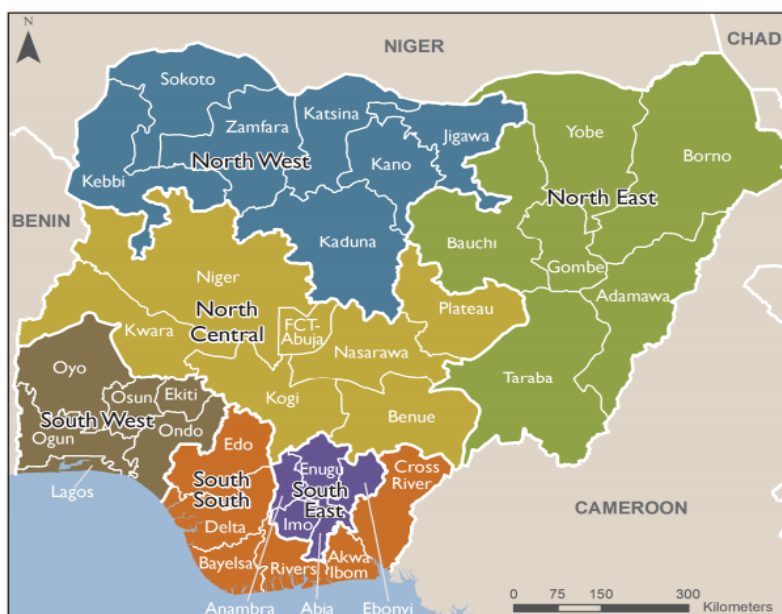 N
NIGER
CHAD
Sokoto
Katsina
Zamfara
Jigawa
Yobe
Kano
Borno
North West
Kebbi
North East
BENIN
Kaduna
Bauchi
Niger
Gombe
Adamawa
North
Central
Plateau
FCT-
Abuja
Kwara
Nasarawa
Oyo
Taraba
Osun
Ekiti
Kogi
Benue
South West
Ogun
Ondo
Edo
Enugu
Cross
River
South
South
South
East
Lagos
CAMEROON
Delta
Imo
Bayelsa
Rivers
Akwa
Ibom
Anambra
Abia
Ebonyi
0
75
150
300
Kilometers